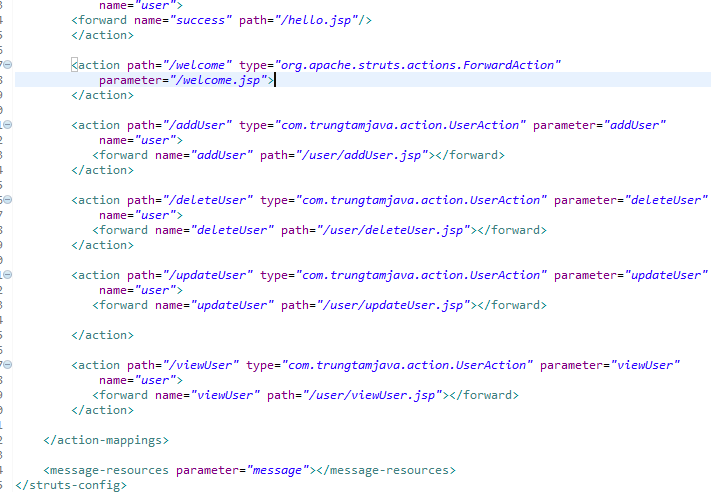 name="user">
<forward name="success" path="/hello.jsp"/>
</action>
<action path="/welcome" type="org.apache.struts.actions.ForwardAction"
parameter="/welcome.jsp">
</action>
<action path="/addUser" type="com.trungtamjava.action.UserAction" parameter="addUser"
name="user">
<forward name="addUser" path="/user/addUser.jsp"></forward>
</action>
<action path="/deleteUser" type="com.trungtamjava.action.UserAction" parameter="deleteUser"
name="user">
<forward name="deleteUser" path="/user/deleteUser.jsp"></forward>
</action>
<action path="/updateUser" type="com.trungtamjava.action.UserAction" parameter="updateUser"
name="user">
<forward name="updateUser" path="/user/updateUser.jsp"></forward>
</action>
<action path="/viewUser" type="com.trungtamjava.action.UserAction" parameter="viewUser"
name="user">
<forward name="viewUser" path="/user/viewUser.jsp"></forward>
</action>
</action-mappings>
<message-resources parameter="message"></message-resources>
</struts-config>